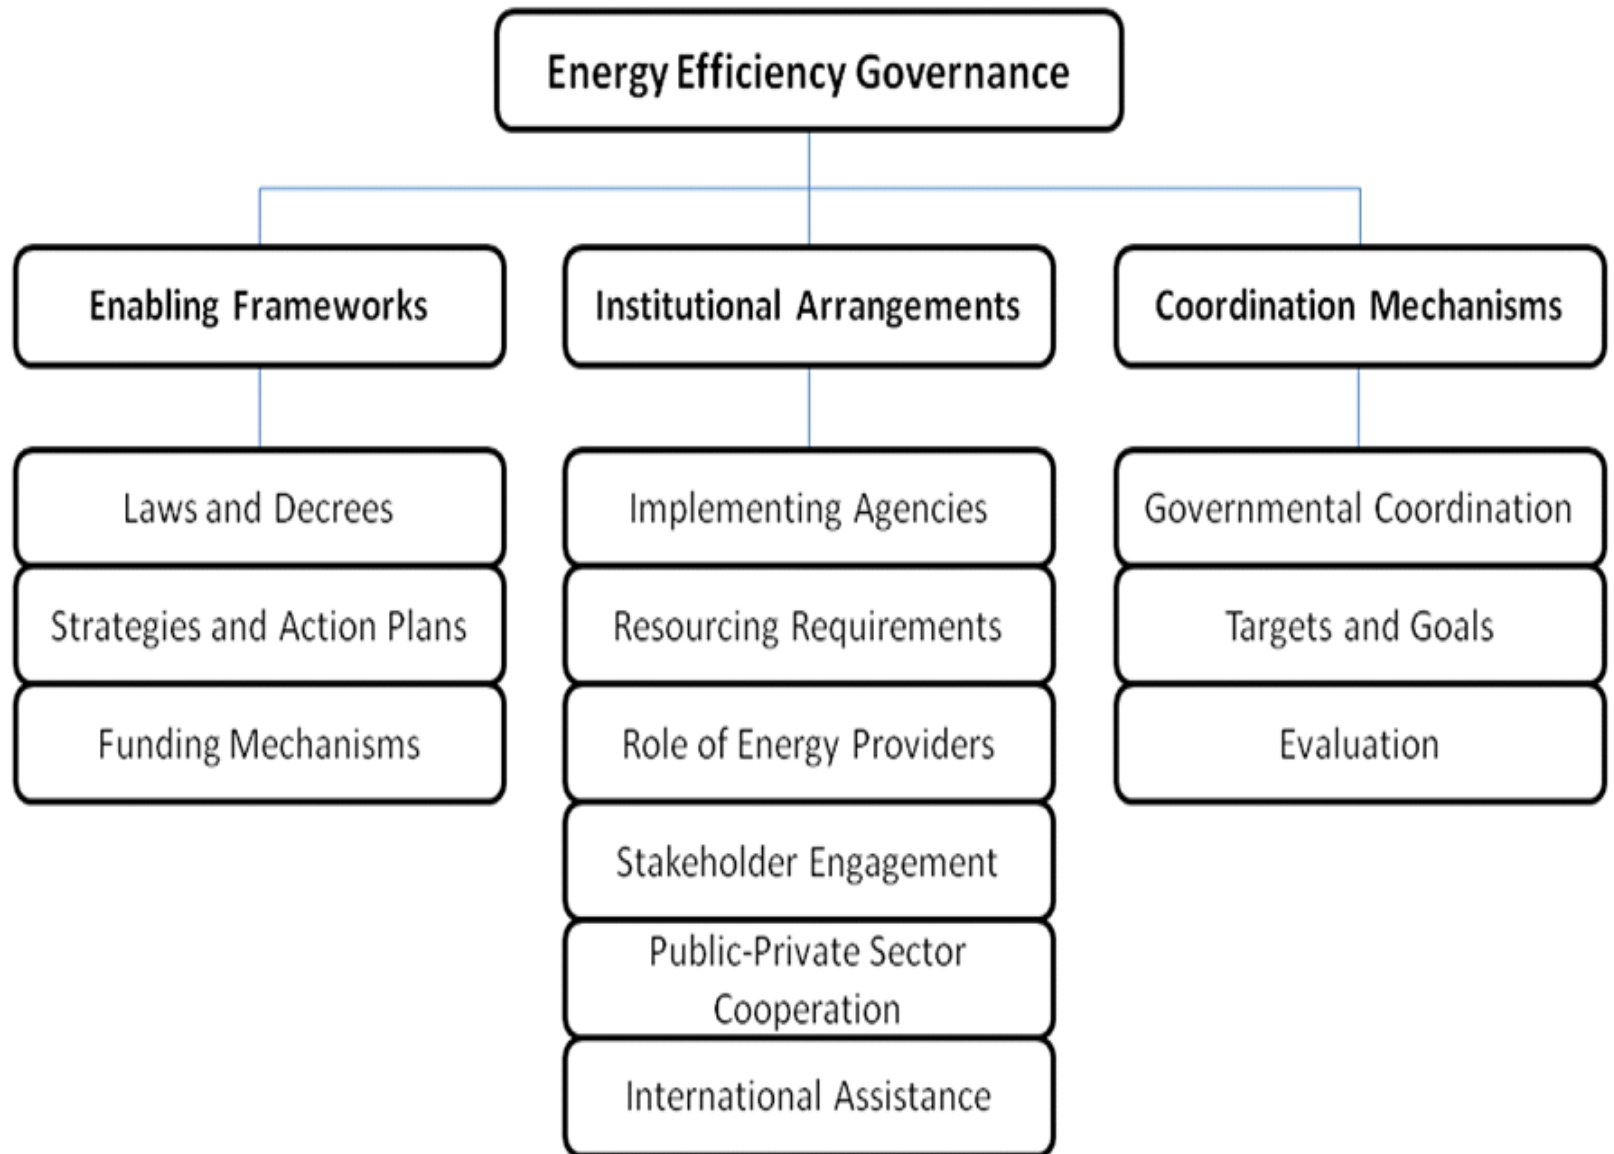 Energy Efficiency Governance
Enabling Frameworks
Institutional Arrangements
Coordination Mechanisms
Laws and Decrees
Strategies and Action Plans
Funding Mechanisms
Implementing Agencies
Resourcing Requirements
Role of Energy Providers
Stakeholder Engagement
Public-Private Sector
Cooperation
International Assistance
Governmental Coordination
Targets and Goals
Evaluation